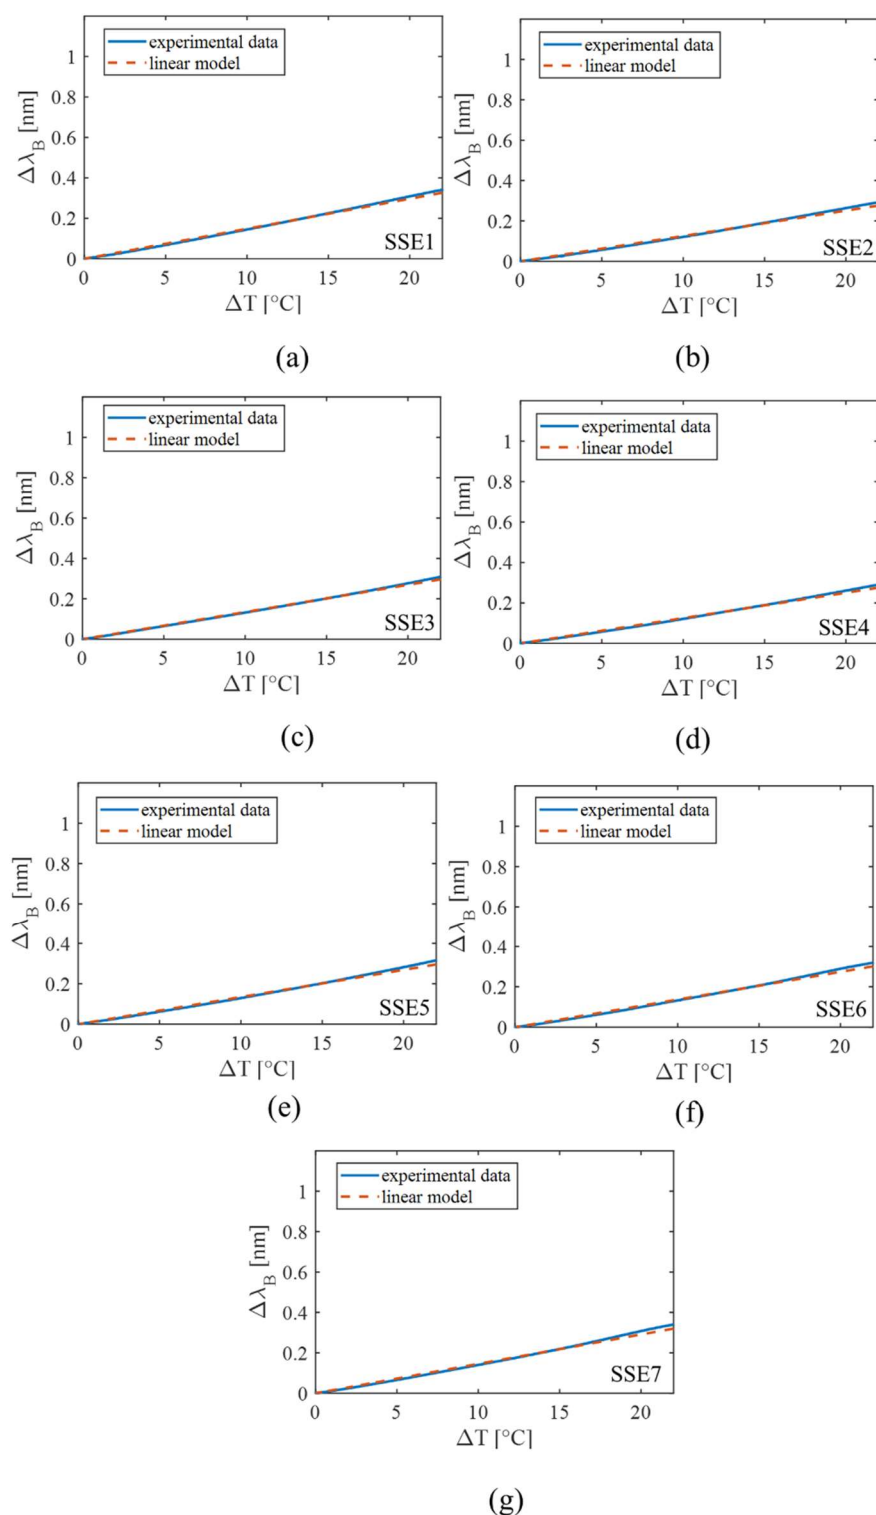 experimental data
linear model
1
0.8
0.6
0.4
0.2
0
Δλ_B [nm]
0 5 10 15 20
ΔT [°C]
SSE1
(a)
experimental data
linear model
1
0.8
0.6
0.4
0.2
0
Δλ_B [nm]
0 5 10 15 20
ΔT [°C]
SSE2
(b)
experimental data
linear model
1
0.8
0.6
0.4
0.2
0
Δλ_B [nm]
0 5 10 15 20
ΔT [°C]
SSE3
(c)
experimental data
linear model
1
0.8
0.6
0.4
0.2
0
Δλ_B [nm]
0 5 10 15 20
ΔT [°C]
SSE4
(d)
experimental data
linear model
1
0.8
0.6
0.4
0.2
0
Δλ_B [nm]
0 5 10 15 20
ΔT [°C]
SSE5
(e)
experimental data
linear model
1
0.8
0.6
0.4
0.2
0
Δλ_B [nm]
0 5 10 15 20
ΔT [°C]
SSE6
(f)
experimental data
linear model
1
0.8
0.6
0.4
0.2
0
Δλ_B [nm]
0 5 10 15 20
ΔT [°C]
SSE7
(g)